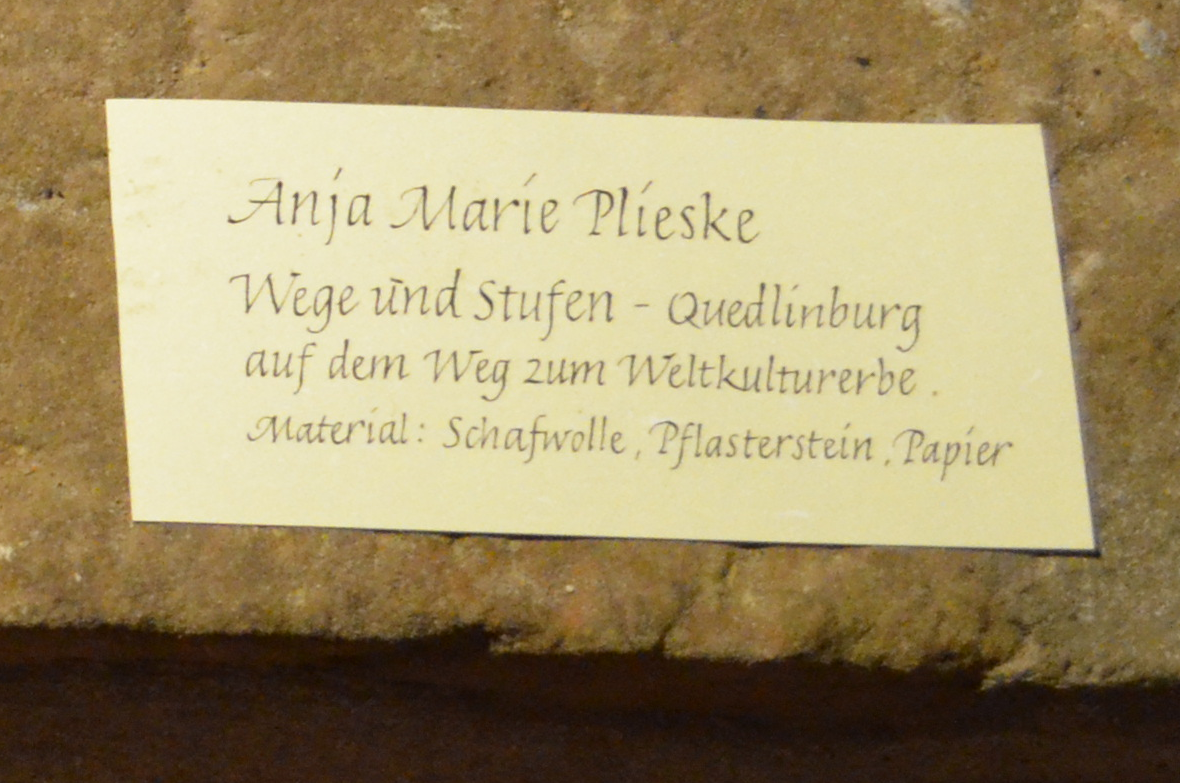 Anja Marie Plieske
Wege und Stufen - Quedlinburg
auf dem Weg zum Weltkulturerbe.
Material: Schafwolle, Pflasterstein, Papier